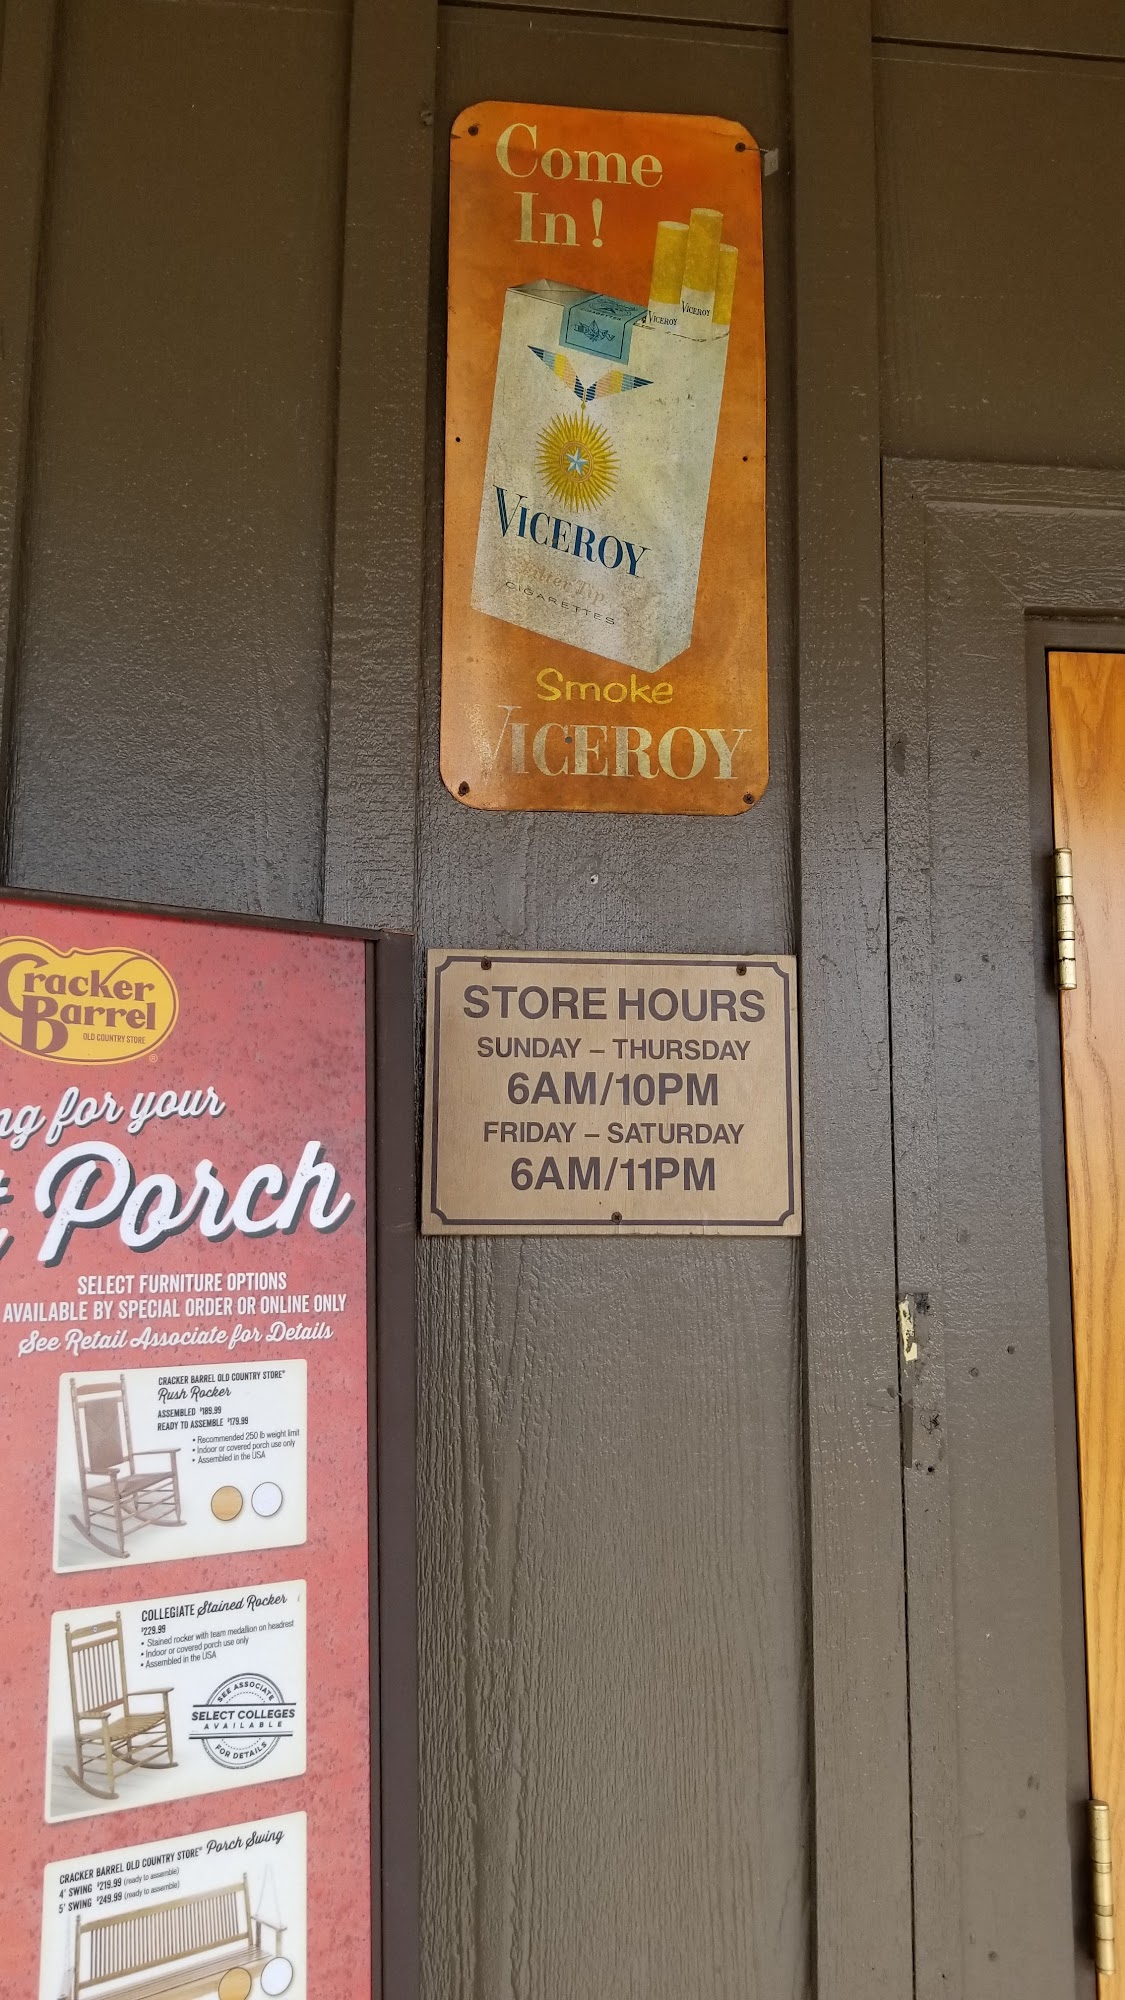 Come
In!
VICEROY
VICEROY
VICEROY
Filter Tip
CIGARETTES
Smoke
VICEROY
STORE HOURS
SUNDAY – THURSDAY
6AM/10PM
FRIDAY – SATURDAY
6AM/11PM
Cracker
Barrel
OLD COUNTRY STORE
®
for your
Porch
SELECT FURNITURE OPTIONS
AVAILABLE BY SPECIAL ORDER OR ONLINE ONLY
See Retail Associate for Details
CRACKER BARREL OLD COUNTRY STORE®
Rush Rocker
ASSEMBLED $189.99
READY TO ASSEMBLE $179.99
• Recommended 250 lb weight limit
• Indoor or covered porch use only
• Assembled in the USA
COLLEGIATE Stained Rocker
$229.99
• Stained rocker with team medallion on headrest
• Indoor or covered porch use only
• Assembled in the USA
SEE ASSOCIATE
SELECT COLLEGES
AVAILABLE
FOR DETAILS
CRACKER BARREL OLD COUNTRY STORE® Porch Swing
4' SWING $219.99 (ready to assemble)
5' SWING $249.99 (ready to assemble)